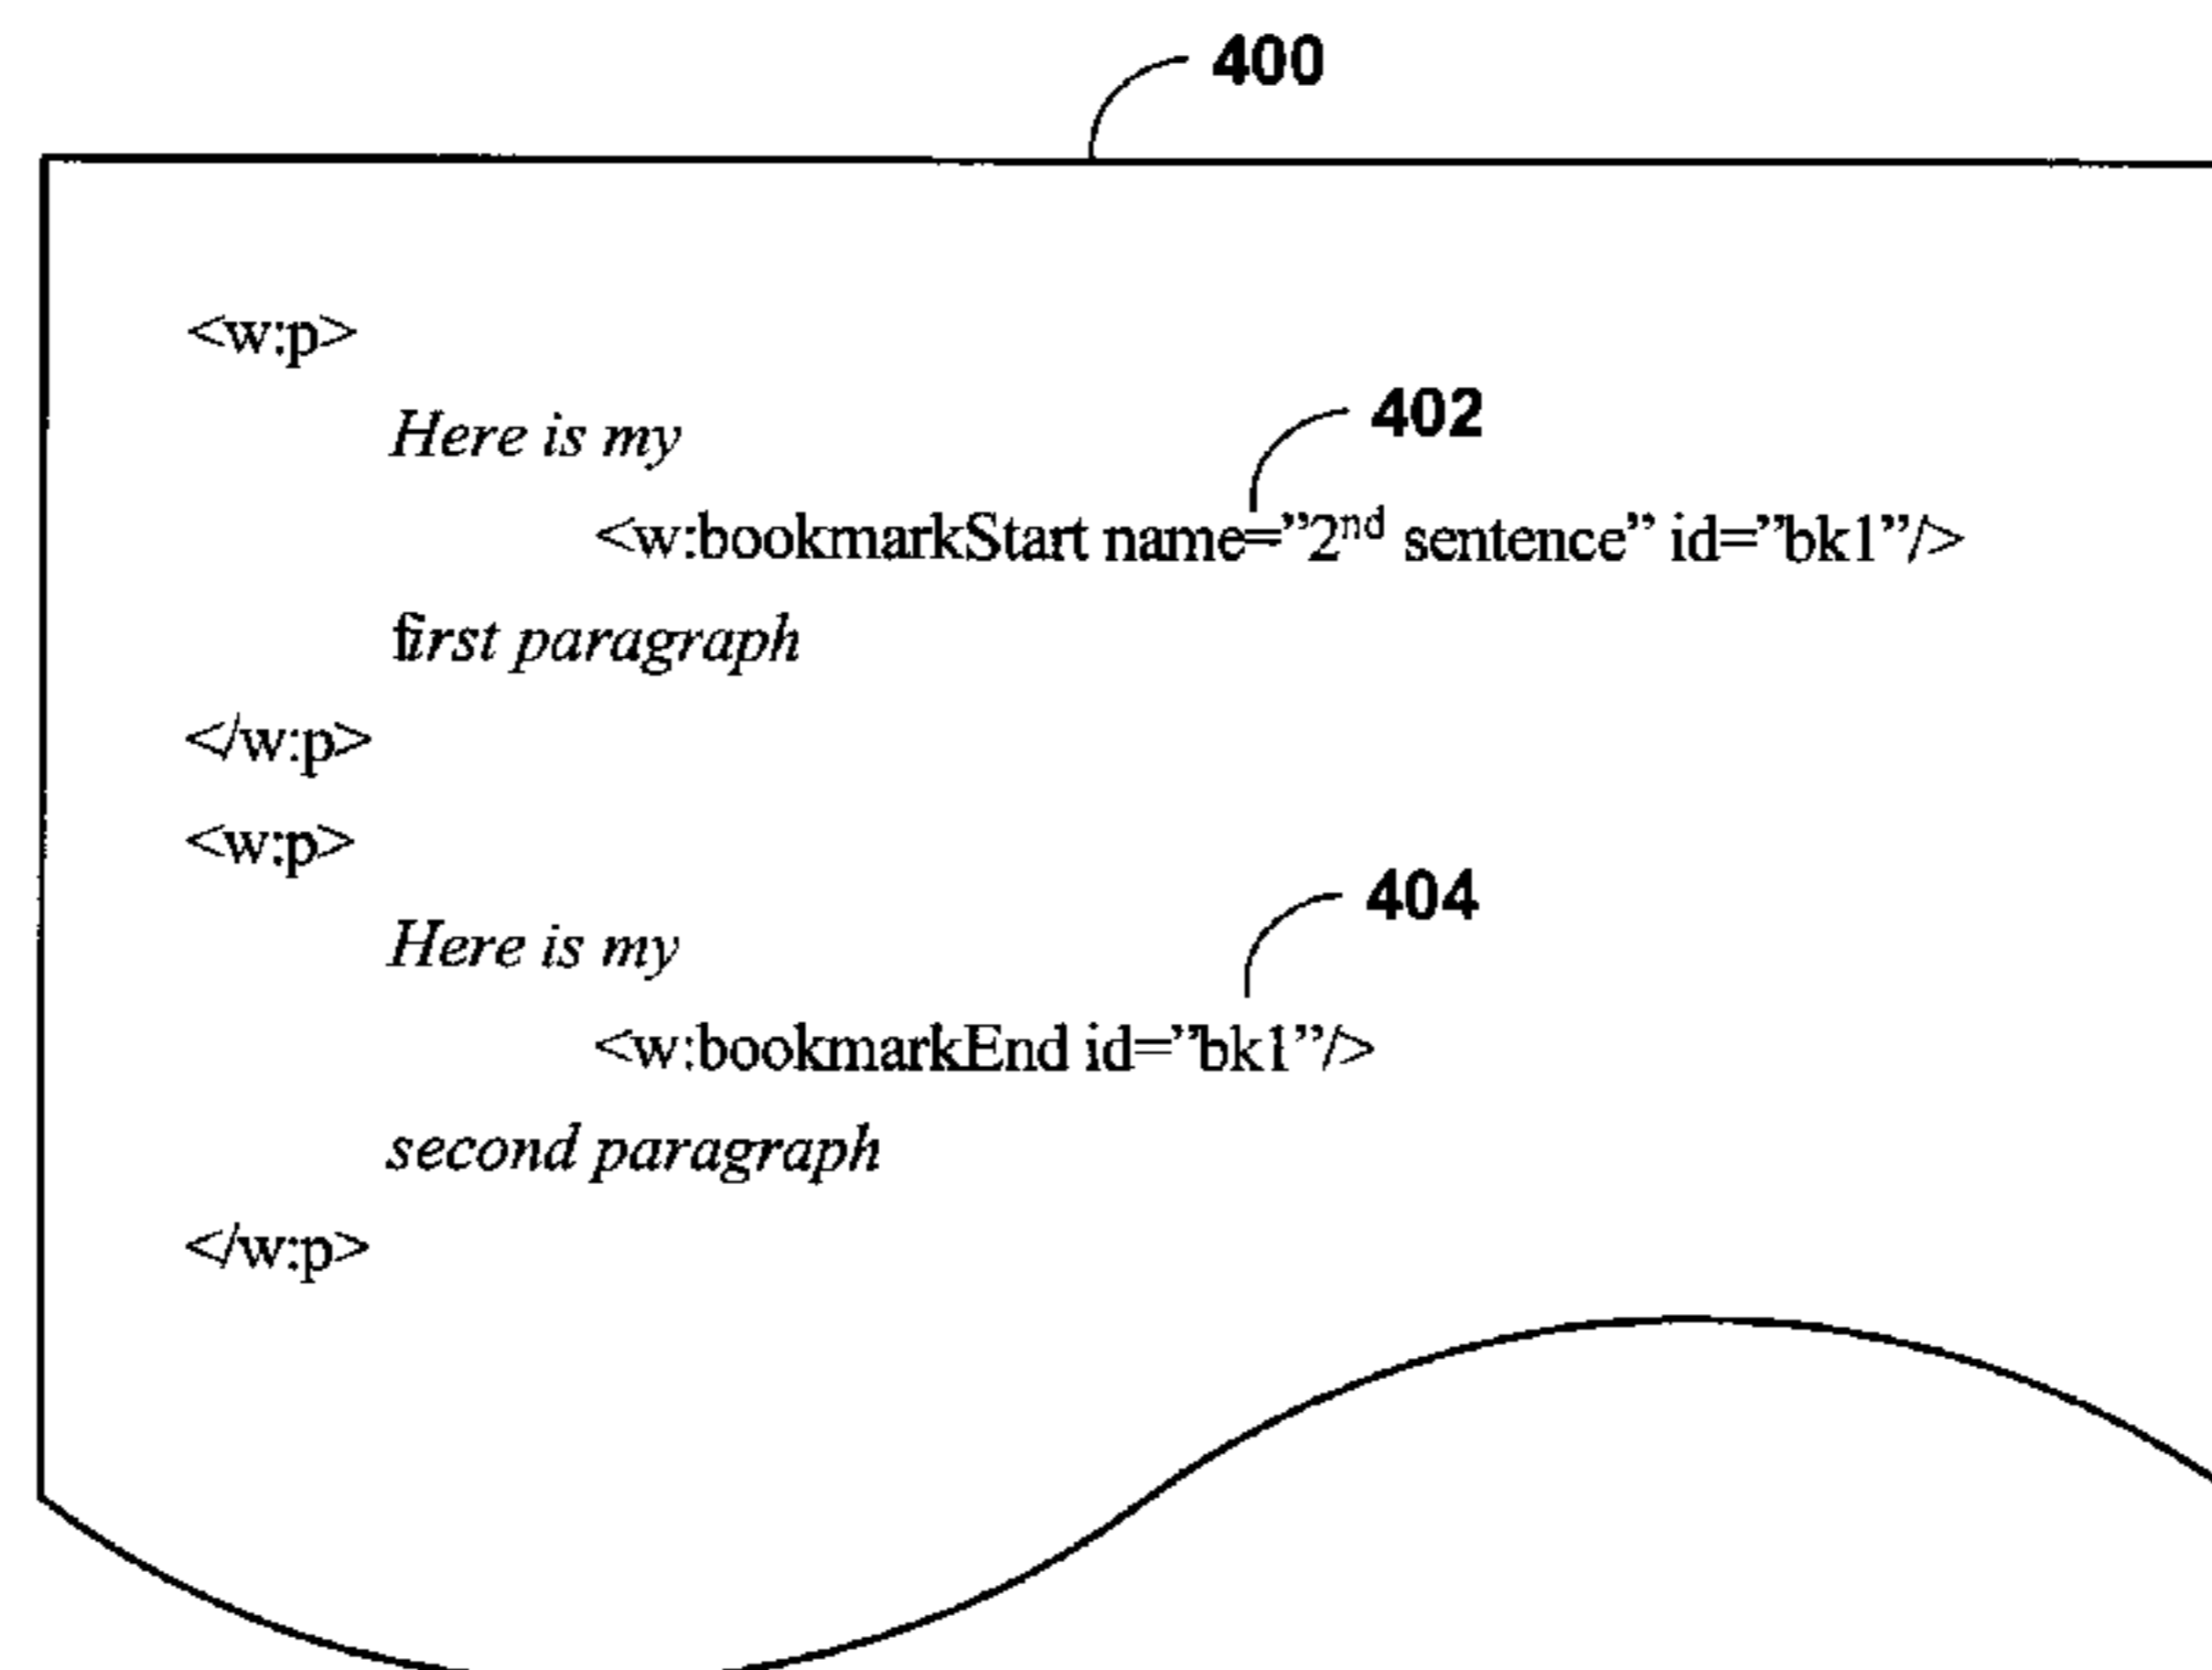 400
<w:p>
Here is my
402
<w:bookmarkStart name=”2nd sentence” id=”bk1”/>
first paragraph
</w:p>
<w:p>
404
Here is my
<w:bookmarkEnd id=”bk1”/>
second paragraph
</w:p>